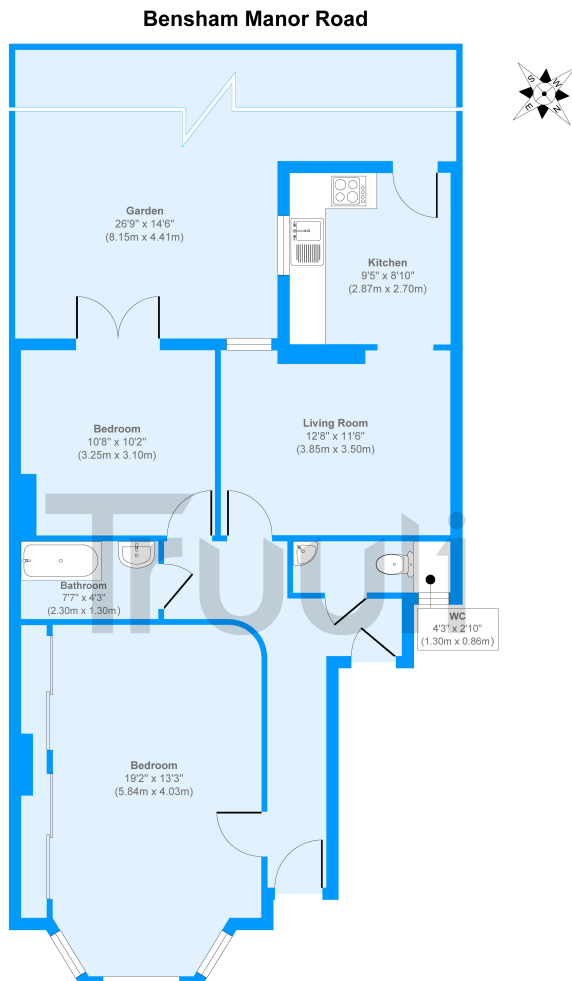 Bensham Manor Road
S
W
E
N
Garden
26'9" x 14'6"
(8.15m x 4.41m)
Kitchen
9'5" x 8'10"
(2.87m x 2.70m)
Bedroom
10'8" x 10'2"
(3.25m x 3.10m)
Living Room
12'8" x 11'6"
(3.85m x 3.50m)
Truuli
Bathroom
7'7" x 4'3"
(2.30m x 1.30m)
WC
4'3" x 2'10"
(1.30m x 0.86m)
Bedroom
19'2" x 13'3"
(5.84m x 4.03m)